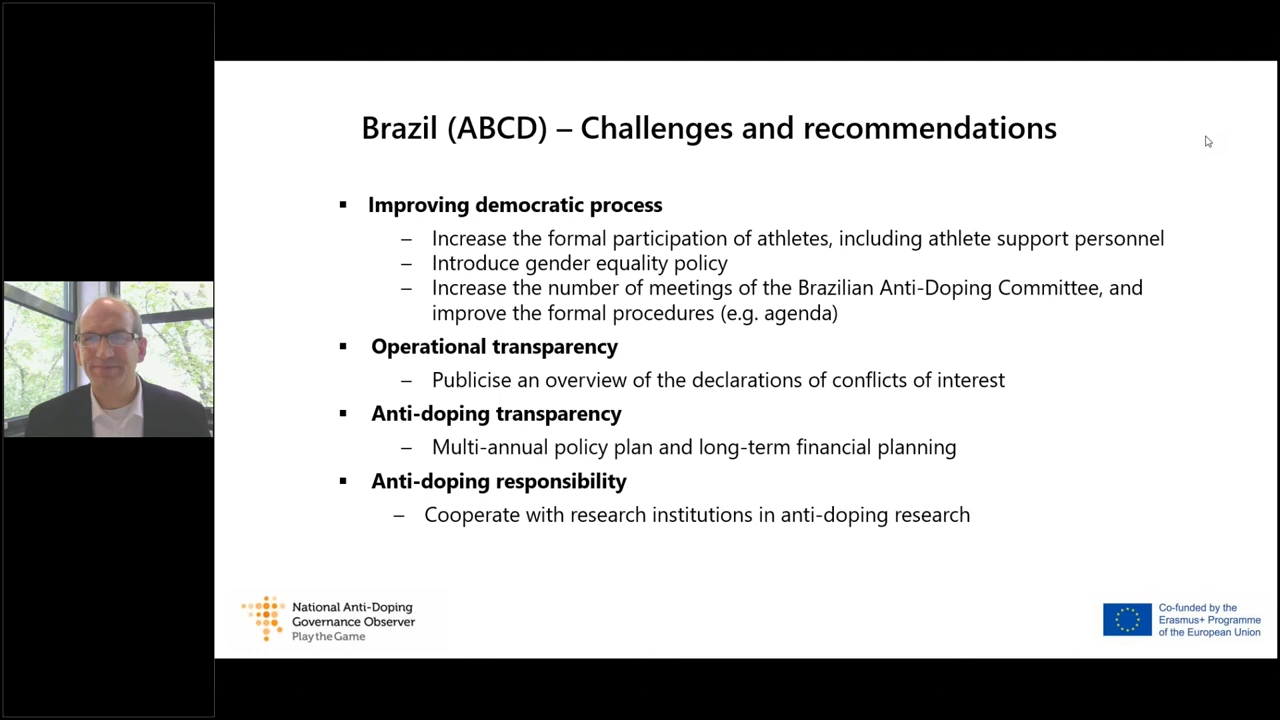 Brazil (ABCD) – Challenges and recommendations
▪ Improving democratic process
– Increase the formal participation of athletes, including athlete support personnel
– Introduce gender equality policy
– Increase the number of meetings of the Brazilian Anti-Doping Committee, and
improve the formal procedures (e.g. agenda)
▪ Operational transparency
– Publicise an overview of the declarations of conflicts of interest
▪ Anti-doping transparency
– Multi-annual policy plan and long-term financial planning
▪ Anti-doping responsibility
– Cooperate with research institutions in anti-doping research
National Anti-Doping
Governance Observer
Play the Game
Co-funded by the
Erasmus+ Programme
of the European Union